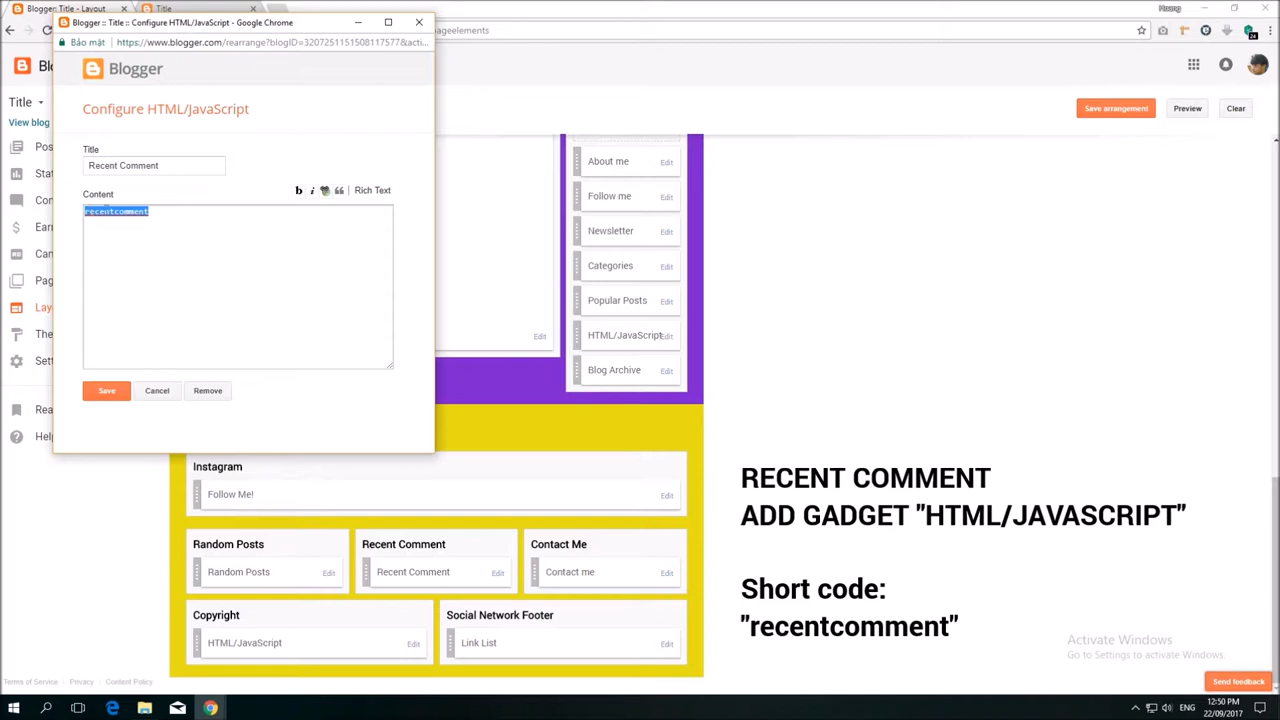 Blogger: Title - Layout
Title
Hoang
Blogger :: Title :: Configure HTML/JavaScript - Google Chrome
Bảo mật
https://www.blogger.com/rearrange?blogID=3207251151508117577&acti...
pageelements
24
Blogger
Configure HTML/JavaScript
Title
Recent Comment
Content
b i
Rich Text
recentcomment
Save
Cancel
Remove
Title
View blog
Save arrangement
Preview
Clear
About me
Edit
Follow me
Edit
Newsletter
Edit
Categories
Edit
Popular Posts
Edit
HTML/JavaScript
Edit
Blog Archive
Edit
Edit
Instagram
Follow Me!
Edit
Random Posts
Random Posts
Edit
Recent Comment
Recent Comment
Edit
Contact Me
Contact me
Edit
Copyright
HTML/JavaScript
Edit
Social Network Footer
Link List
Edit
RECENT COMMENT
ADD GADGET "HTML/JAVASCRIPT"
Short code:
"recentcomment"
Activate Windows
Go to Settings to activate Windows.
Terms of Service | Privacy | Content Policy
Send feedback
ENG
12:50 PM
22/09/2017